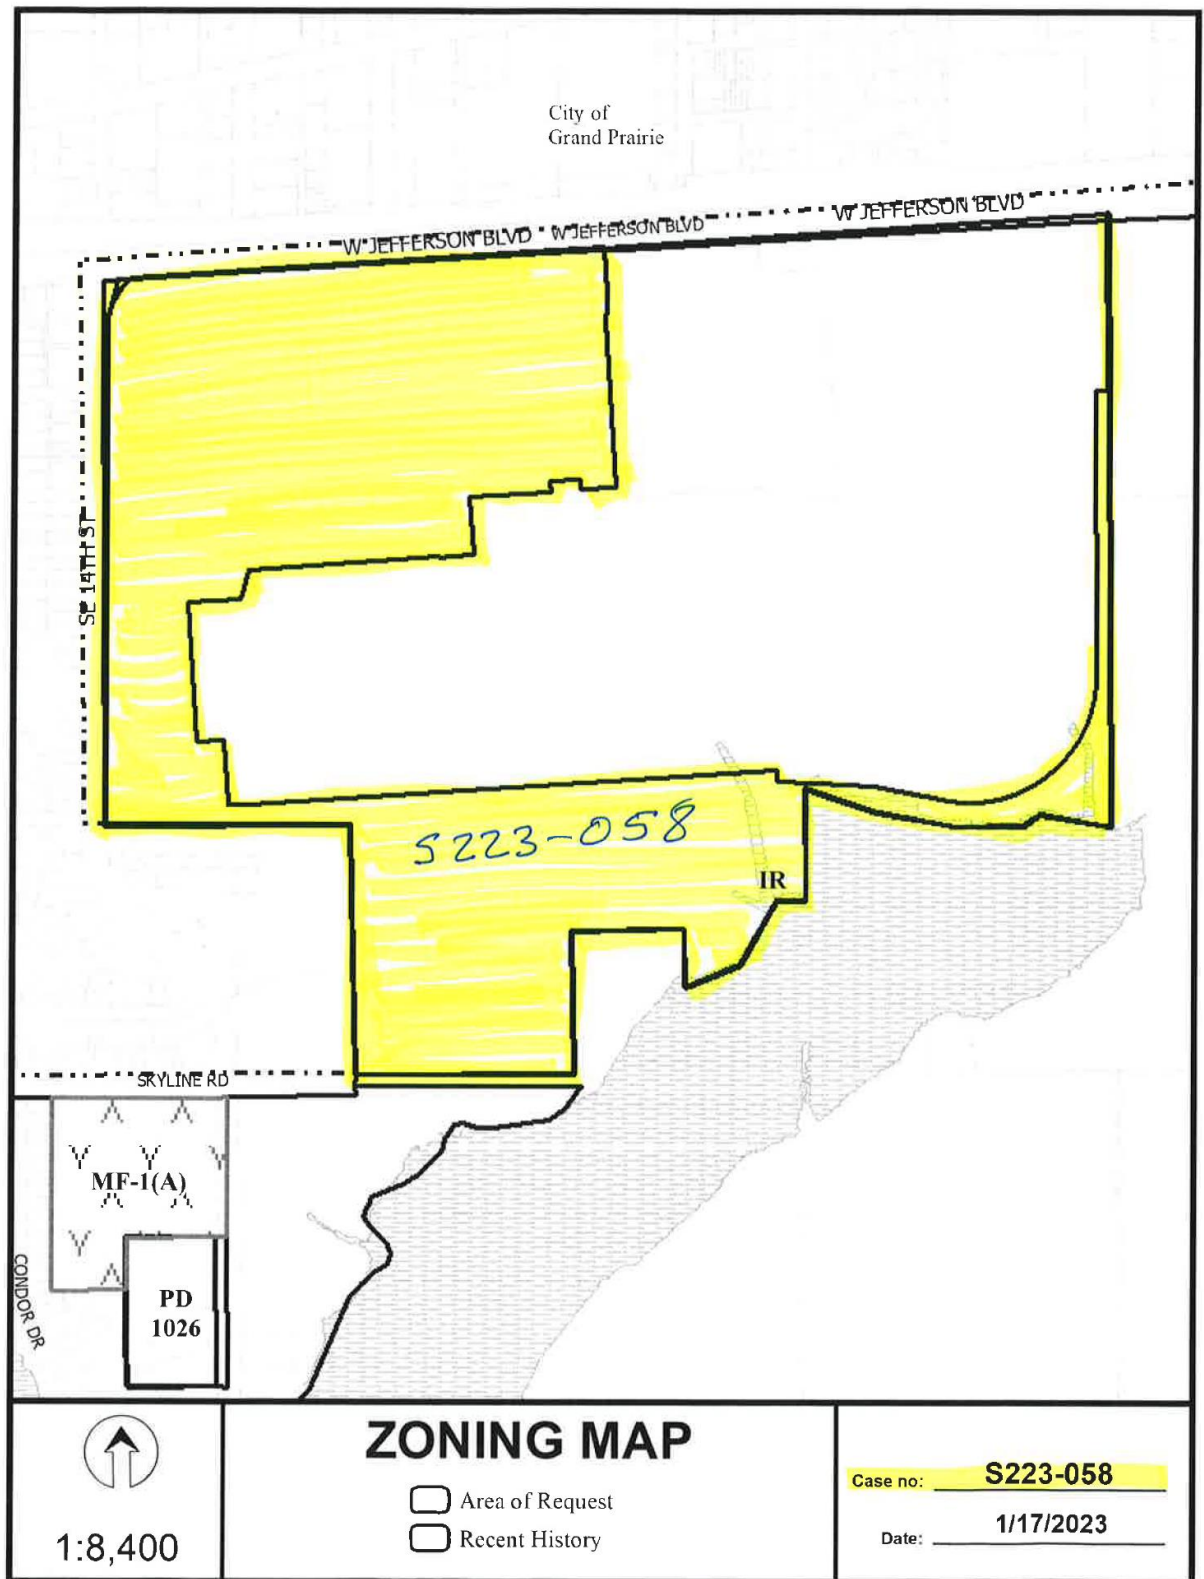 City of
Grand Prairie
W JEFFERSON BLVD
W JEFFERSON BLVD
W JEFFERSON BLVD
SE 14TH ST
S223-058
IR
SKYLINE RD
MF-1(A)
CONDOR DR
PD
1026
1:8,400
ZONING MAP
Area of Request
Recent History
Case no: S223-058
Date: 1/17/2023